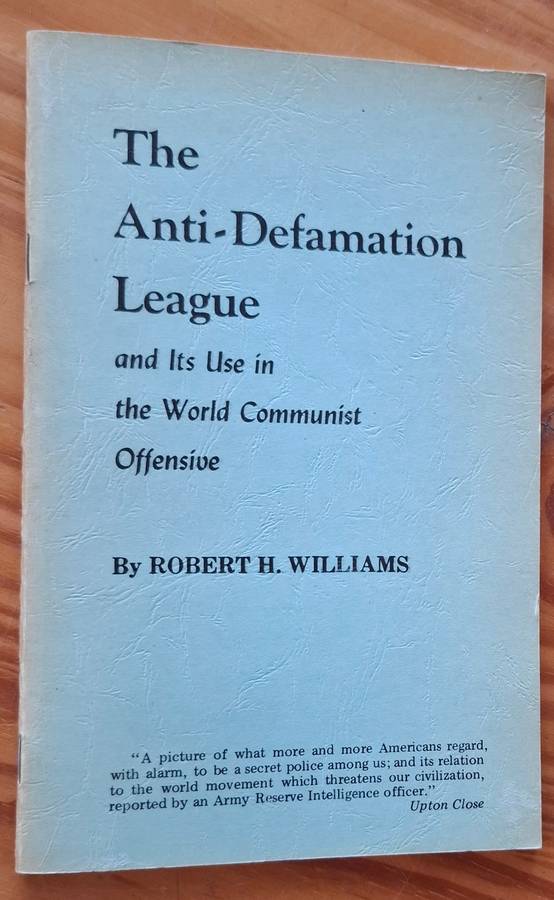 The
Anti-Defamation
League
and Its Use in
the World Communist
Offensive
By ROBERT H. WILLIAMS
“A picture of what more and more Americans regard,
with alarm, to be a secret police among us; and its relation
to the world movement which threatens our civilization,
reported by an Army Reserve Intelligence officer.”
Upton Close